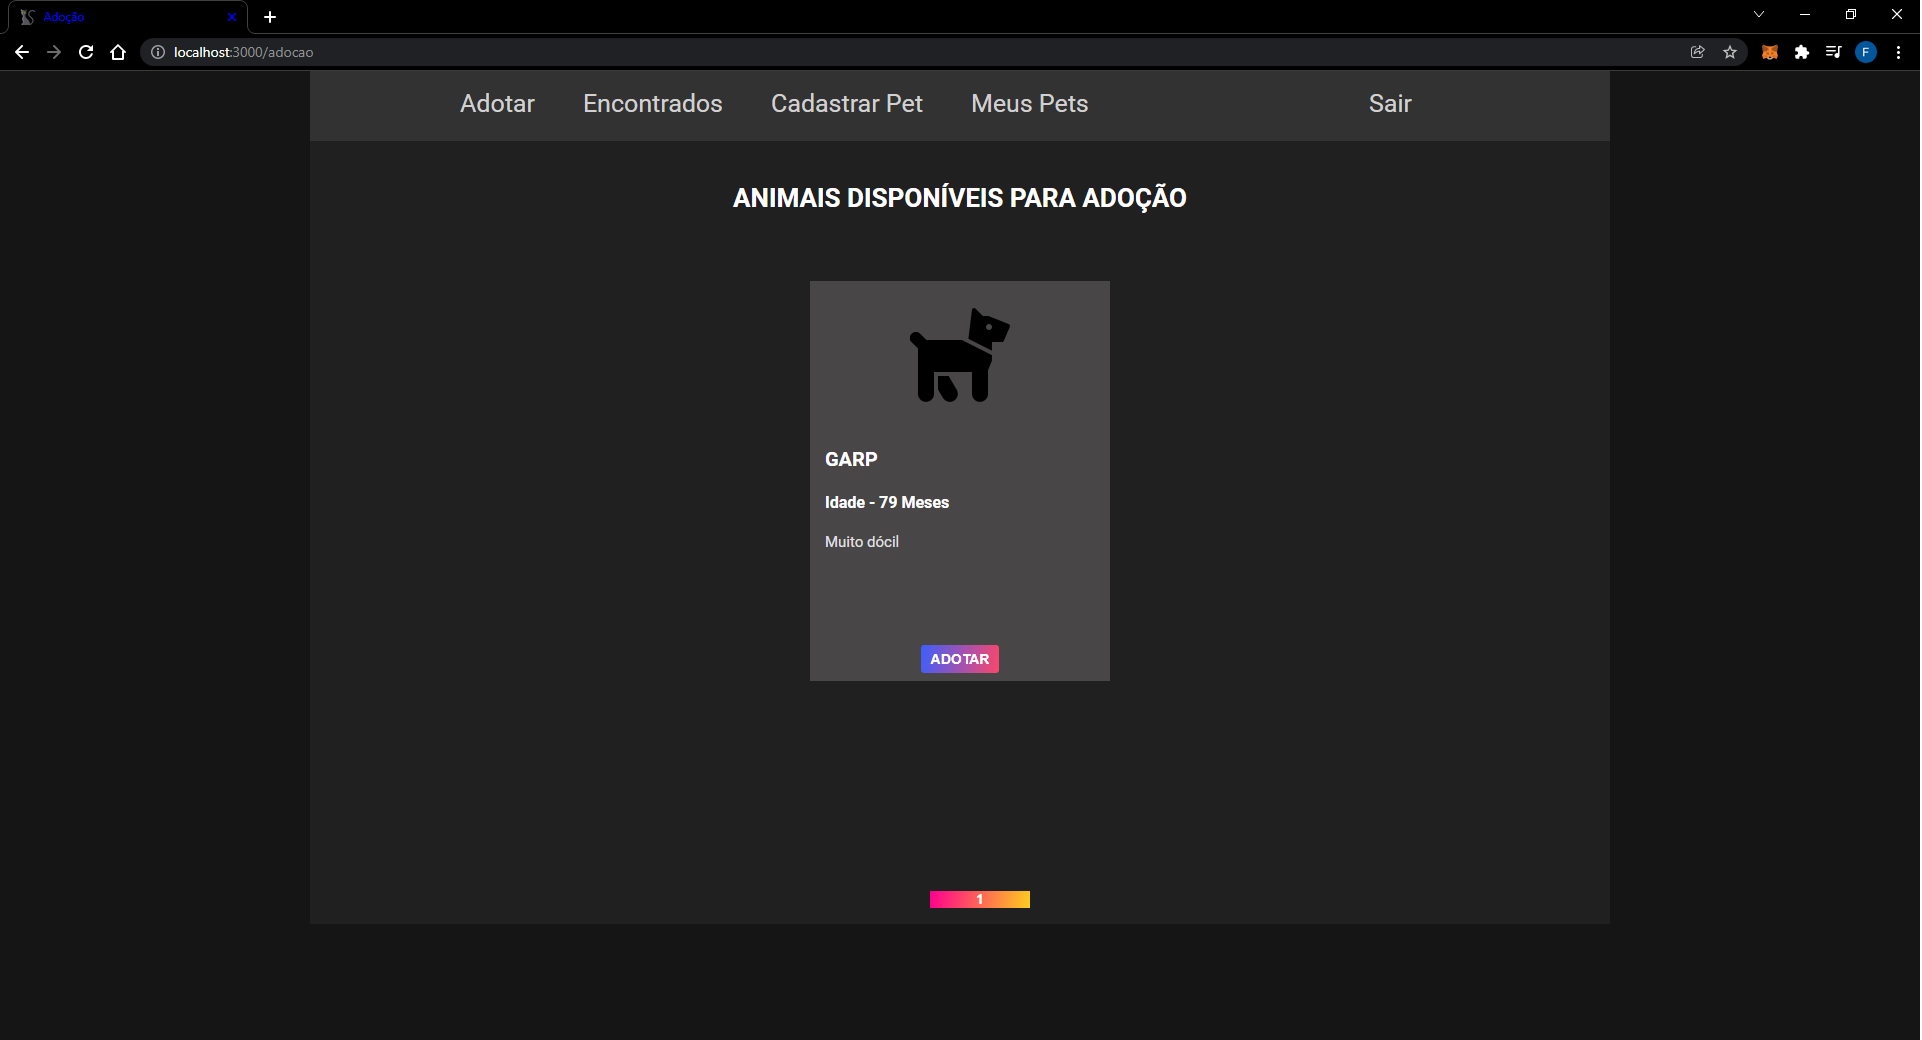 Adoção
localhost:3000/adocao
F
Adotar Encontrados Cadastrar Pet Meus Pets Sair
ANIMAIS DISPONÍVEIS PARA ADOÇÃO
GARP
Idade - 79 Meses
Muito dócil
ADOTAR
1